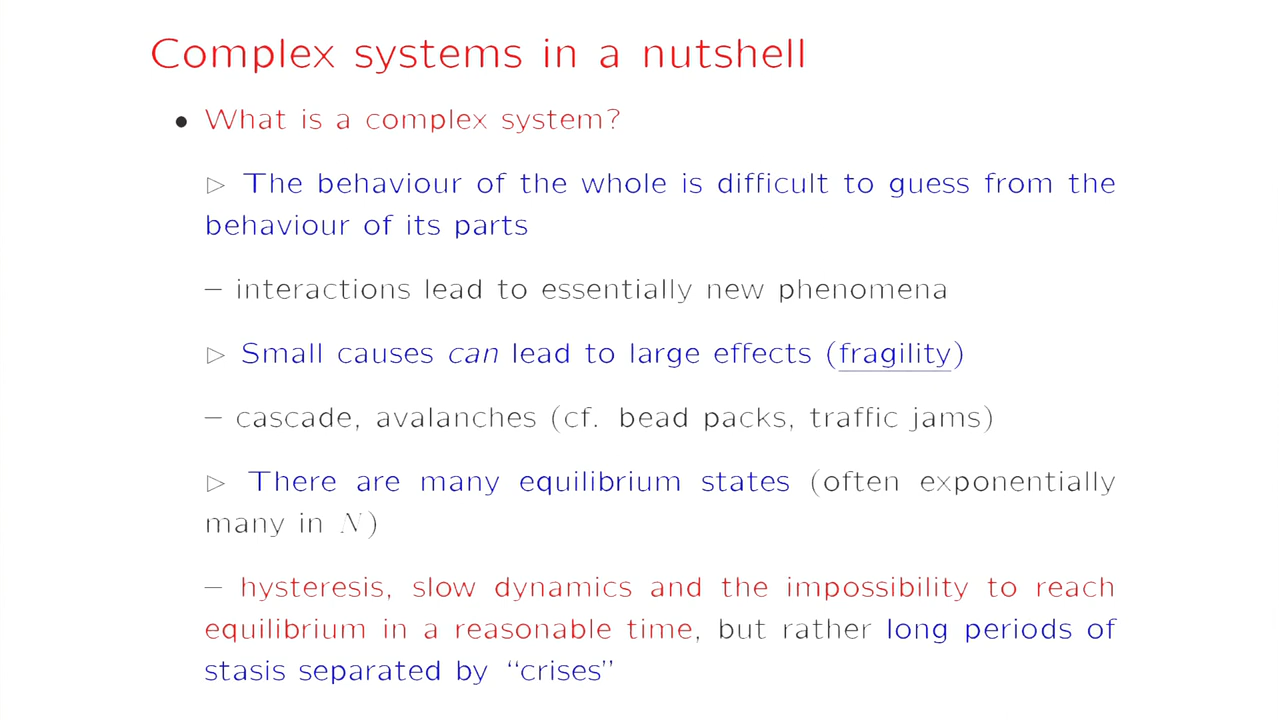 Complex systems in a nutshell
• What is a complex system?
▷ The behaviour of the whole is difficult to guess from the
behaviour of its parts
– interactions lead to essentially new phenomena
▷ Small causes can lead to large effects (fragility)
– cascade, avalanches (cf. bead packs, traffic jams)
▷ There are many equilibrium states (often exponentially
many in N)
– hysteresis, slow dynamics and the impossibility to reach
equilibrium in a reasonable time, but rather long periods of
stasis separated by “crises”